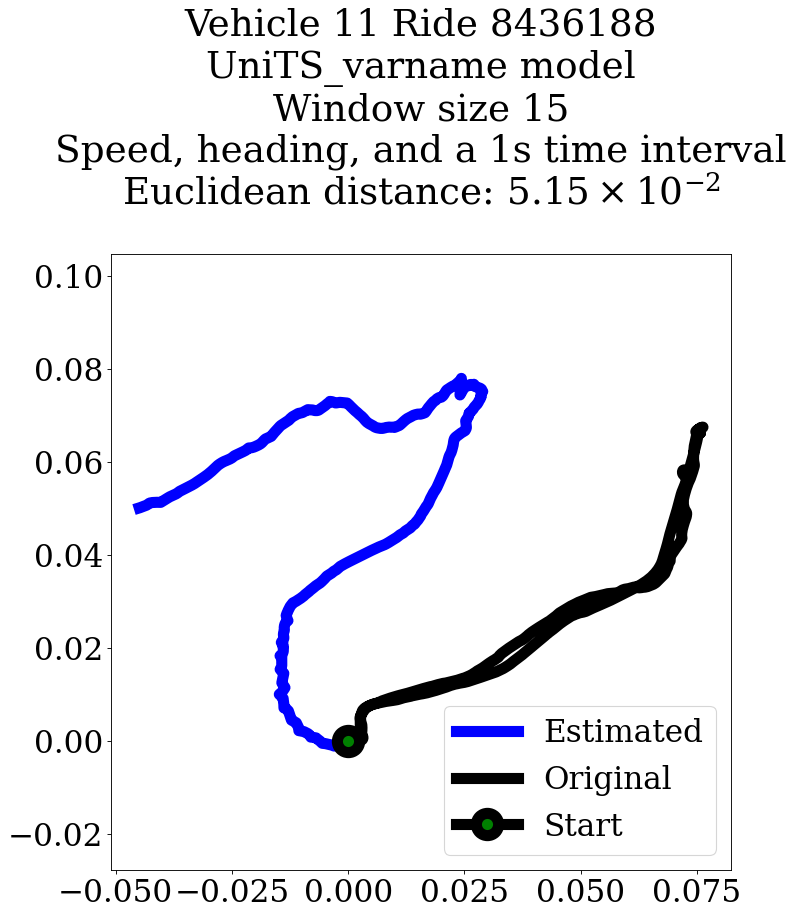 Vehicle 11 Ride 8436188
UniTS_varname model
Window size 15
Speed, heading, and a 1s time interval
Euclidean distance: 5.15 × 10⁻²
0.10
0.08
0.06
0.04
0.02
0.00
−0.02
Estimated
Original
Start
−0.050 −0.025 0.000 0.025 0.050 0.075